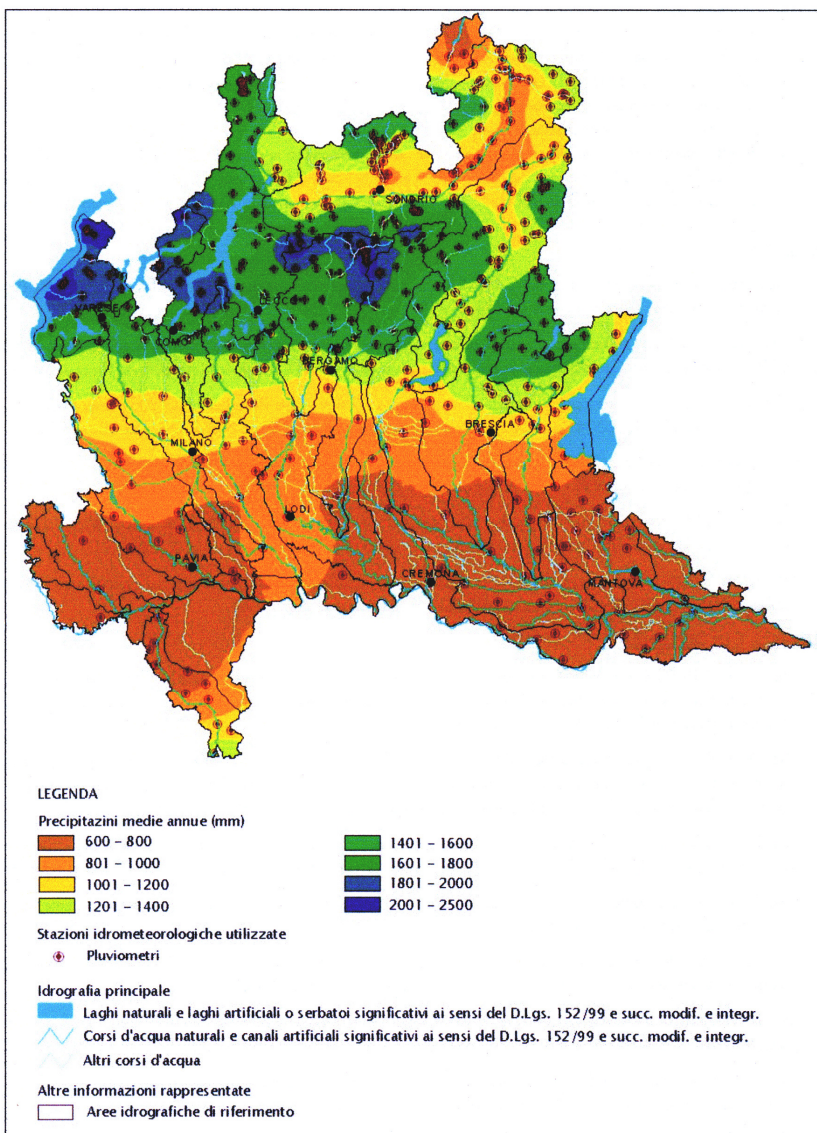 SONDRIO
VARESE
LECCO
COMO
BERGAMO
BRESCIA
MILANO
LODI
PAVIA
CREMONA
MANTOVA
LEGENDA
Precipitazini medie annue (mm)
600 - 800
801 - 1000
1001 - 1200
1201 - 1400
1401 - 1600
1601 - 1800
1801 - 2000
2001 - 2500
Stazioni idrometeorologiche utilizzate
Pluviometri
Idrografia principale
Laghi naturali e laghi artificiali o serbatoi significativi ai sensi del D.Lgs. 152/99 e succ. modif. e integr.
Corsi d'acqua naturali e canali artificiali significativi ai sensi del D.Lgs. 152/99 e succ. modif. e integr.
Altri corsi d'acqua
Altre informazioni rappresentate
Aree idrografiche di riferimento